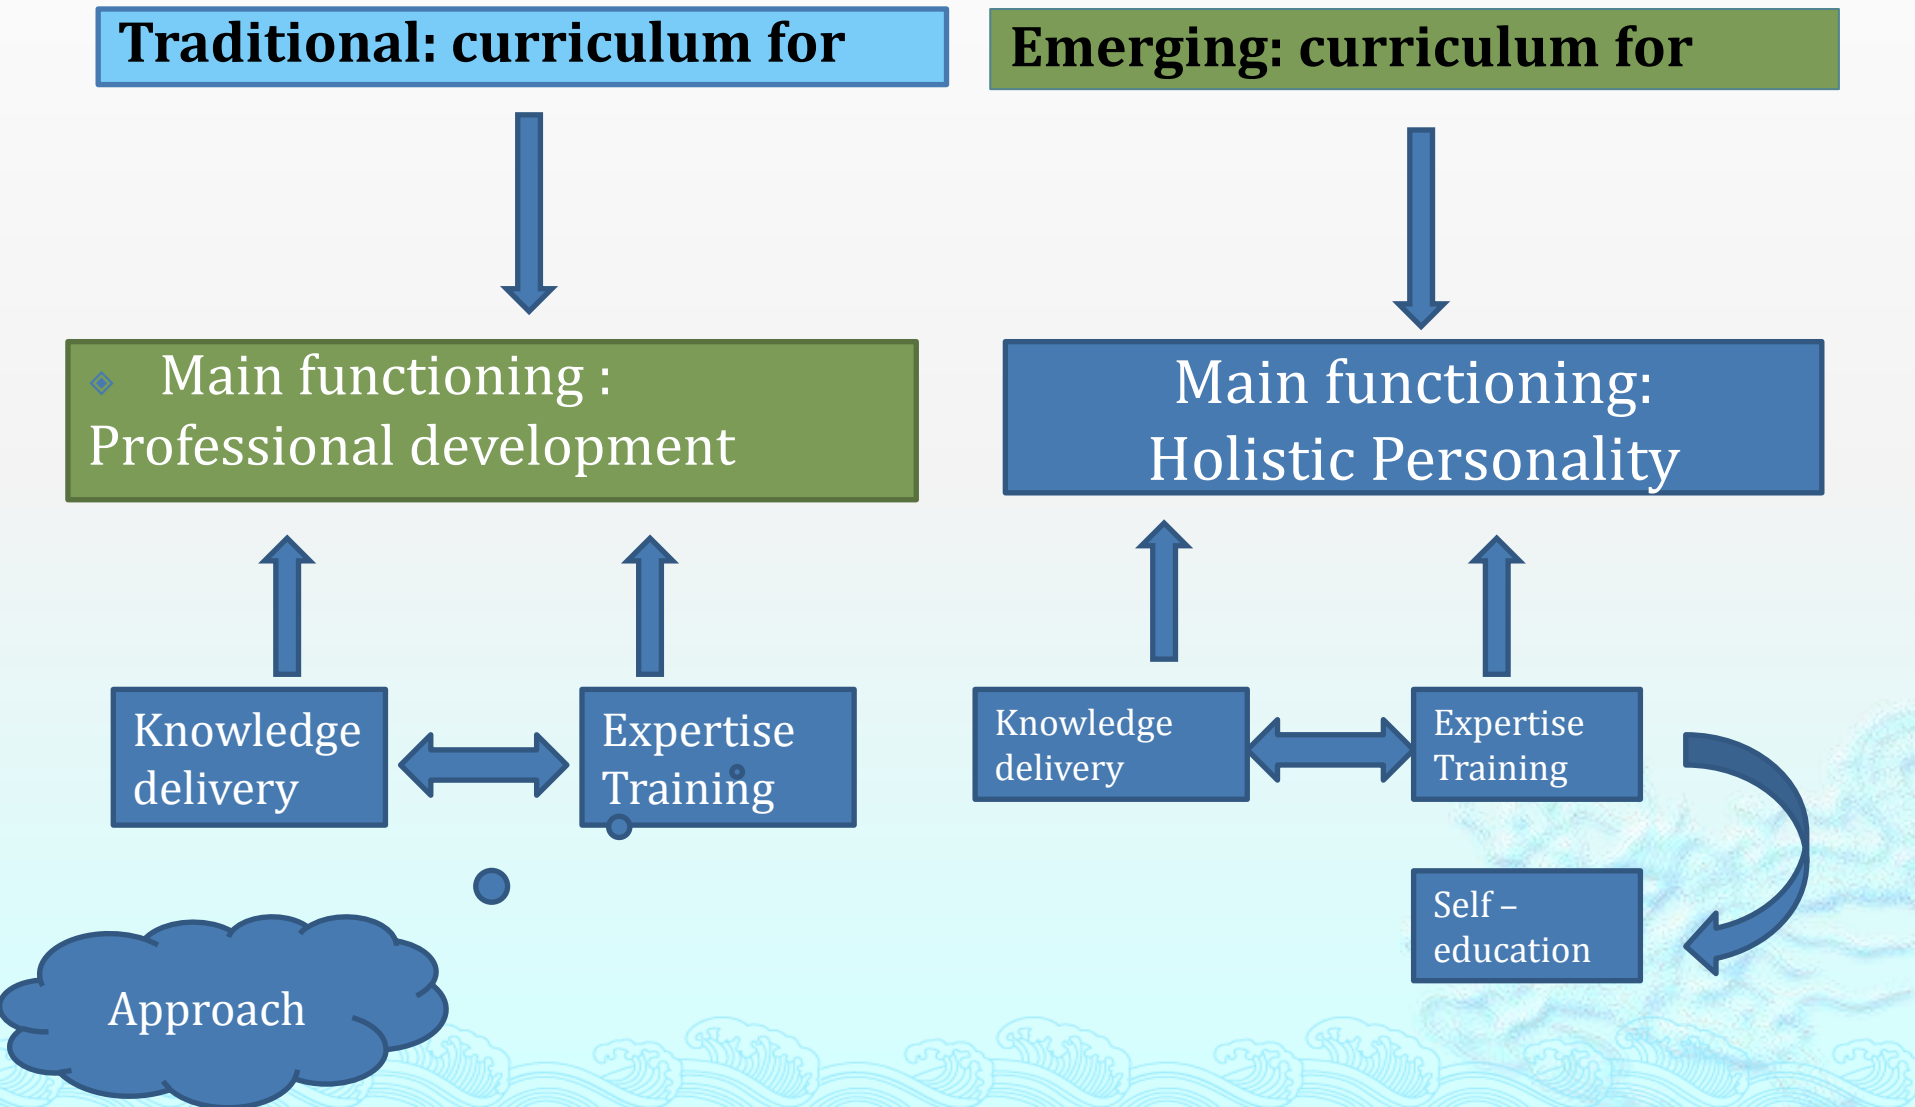 Traditional: curriculum for
Emerging: curriculum for
Main functioning :
Professional development
Main functioning:
Holistic Personality
Knowledge
delivery
Expertise
Training
Knowledge
delivery
Expertise
Training
Self –
education
Approach